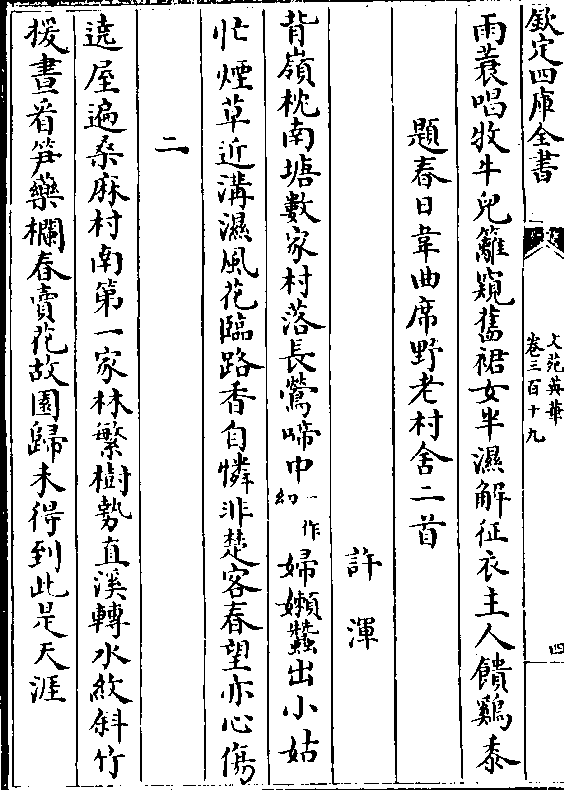 欽定四庫全書
文苑英華
卷三百十九
四
雨蓑唱牧牛兒籬窺舊裙女半濕解征衣主人饋鷄黍
題春日韋曲席野老村舍二首
許渾
背嶺枕南塘數家村落長鶯啼中一作幼婦嬾蠶出小姑
忙煙草近溝濕風花臨路香自憐非楚客春望亦心傷
二
遶屋遍桑麻村南第一家林繁樹勢直溪轉水紋斜竹
援晝看笋藥欄春賣花故園歸未得到此是天涯